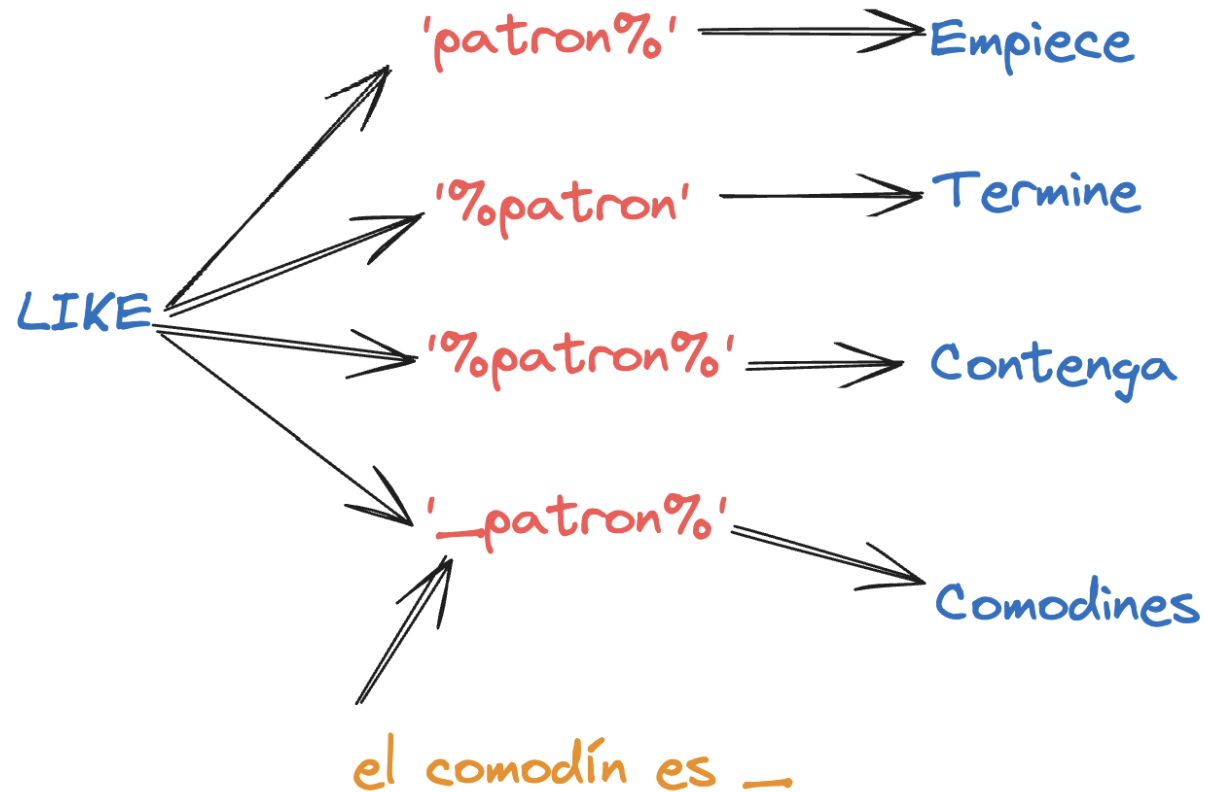 'patron%' Empiece
'%patron' Termine
LIKE
'%patron%' Contenga
'_patron%'
Comodines
el comodín es _